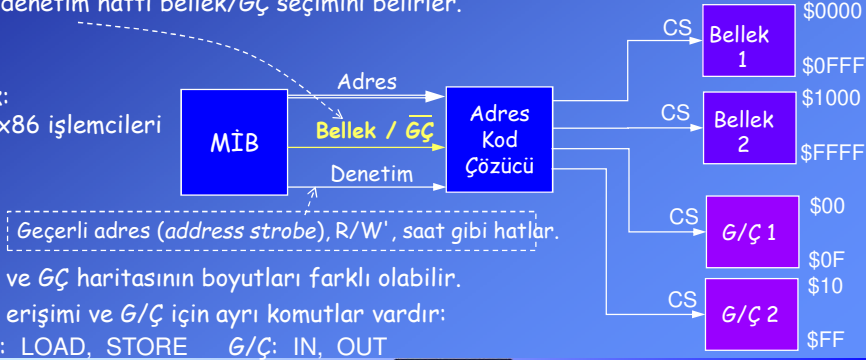 denetim hattı bellek/GÇ seçimini belirler.
x86 işlemcileri
MİB
Adres
Bellek / GÇ
Denetim
Adres
Kod
Çözücü
CS
Bellek
1
$0000
$0FFF
CS
Bellek
2
$1000
$FFFF
CS
G/Ç 1
$00
$0F
CS
G/Ç 2
$10
$FF
Geçerli adres (address strobe), R/W', saat gibi hatlar.
ve GÇ haritasının boyutları farklı olabilir.
erişimi ve G/Ç için ayrı komutlar vardır:
: LOAD, STORE G/Ç: IN, OUT